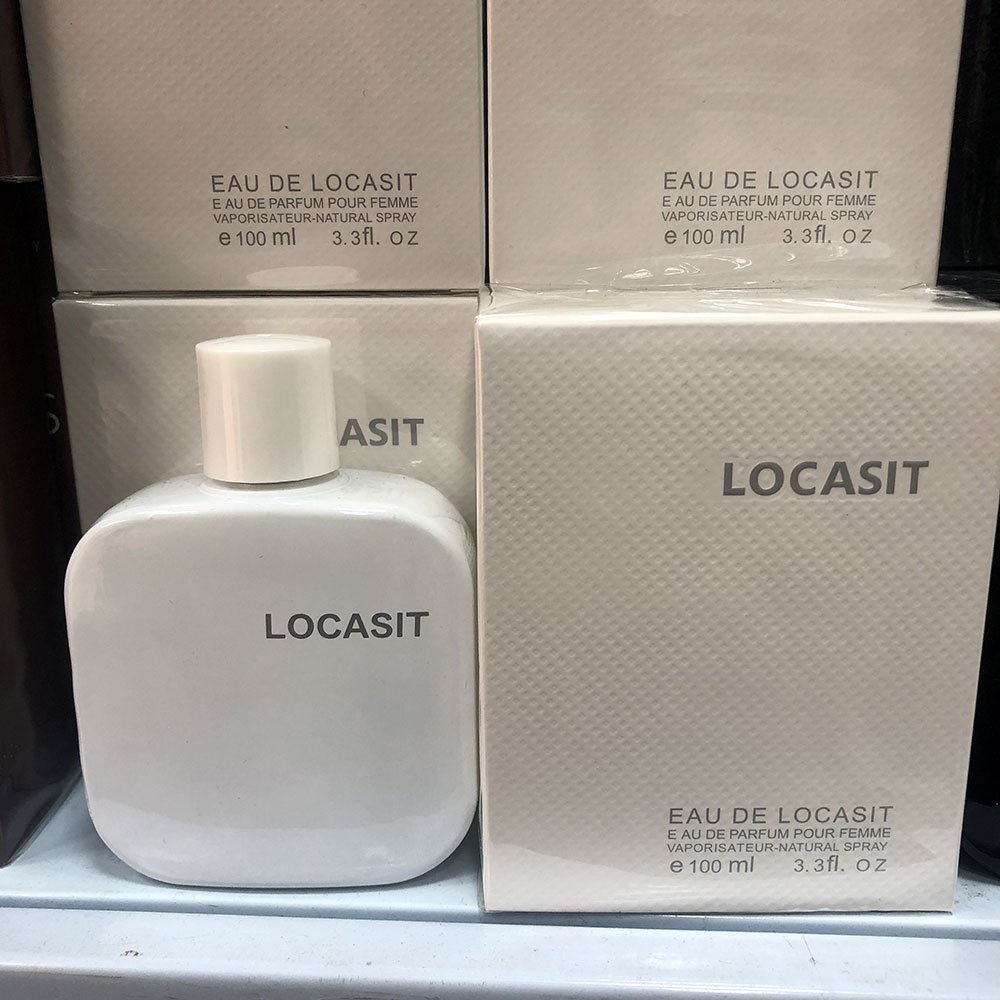 EAU DE LOCASIT
E AU DE PARFUM POUR FEMME
VAPORISATEUR-NATURAL SPRAY
e 100 ml 3.3fl. OZ
EAU DE LOCASIT
E AU DE PARFUM POUR FEMME
VAPORISATEUR-NATURAL SPRAY
e 100 ml 3.3fl. OZ
ASIT
LOCASIT
LOCASIT
EAU DE LOCASIT
E AU DE PARFUM POUR FEMME
VAPORISATEUR-NATURAL SPRAY
e 100 ml 3.3fl. OZ